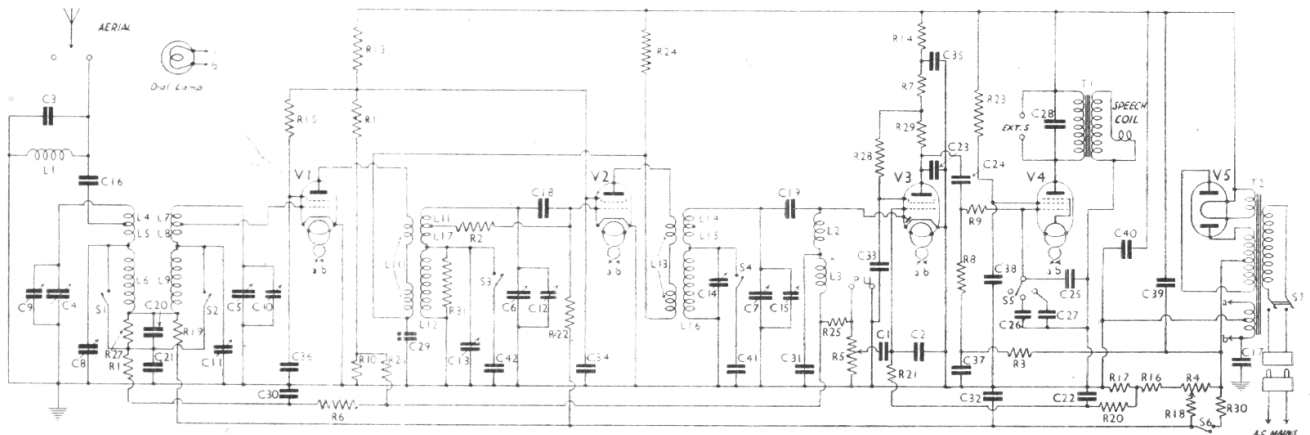 AERIAL
Dial Lamp
b
C3
L1
C16
L4
L5
L7
L8
L6
L9
C9
C4
S1
C20
R27
C8
R1
C21
R19
S2
C5
C10
C11
R13
R15
V1
a b
C36
C30
R10
R6
C29
L11
L17
L12
R2
R31
C13
S3
C42
C6
C12
C18
R22
C34
V2
a b
R24
L13
L14
L15
L16
C14
S4
C41
C7
C15
C19
L2
L3
C31
P.U
R25
R5
C1
C2
R21
C33
R28
R14
C35
R7
R29
C23
C24
V3
a b
R9
R8
C37
C38
C32
R23
EXT. S
C28
T1
SPEECH
COIL
V4
a b
S5
C26
C27
C25
R3
C22
R17
R16
R4
R20
R18
S6
R30
C40
C39
V5
T2
a
b
C17
S7
A.C MAINS